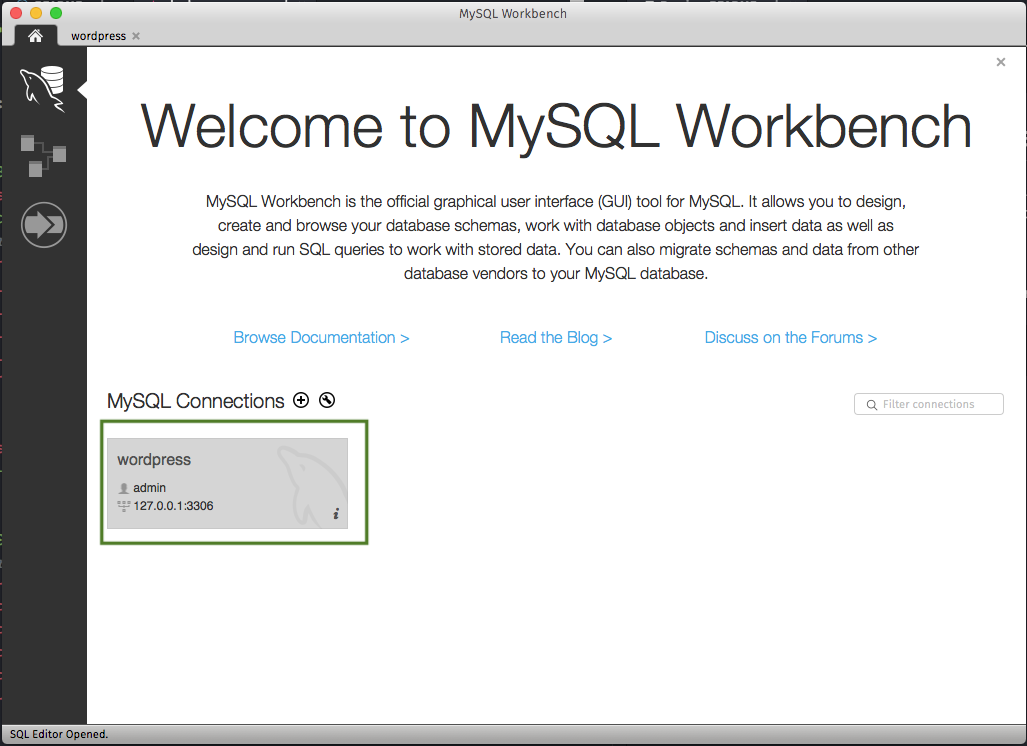 MySQL Workbench
wordpress
Welcome to MySQL Workbench
MySQL Workbench is the official graphical user interface (GUI) tool for MySQL. It allows you to design,
create and browse your database schemas, work with database objects and insert data as well as
design and run SQL queries to work with stored data. You can also migrate schemas and data from other
database vendors to your MySQL database.
Browse Documentation >
Read the Blog >
Discuss on the Forums >
MySQL Connections
Filter connections
wordpress
admin
127.0.0.1:3306
i
SQL Editor Opened.